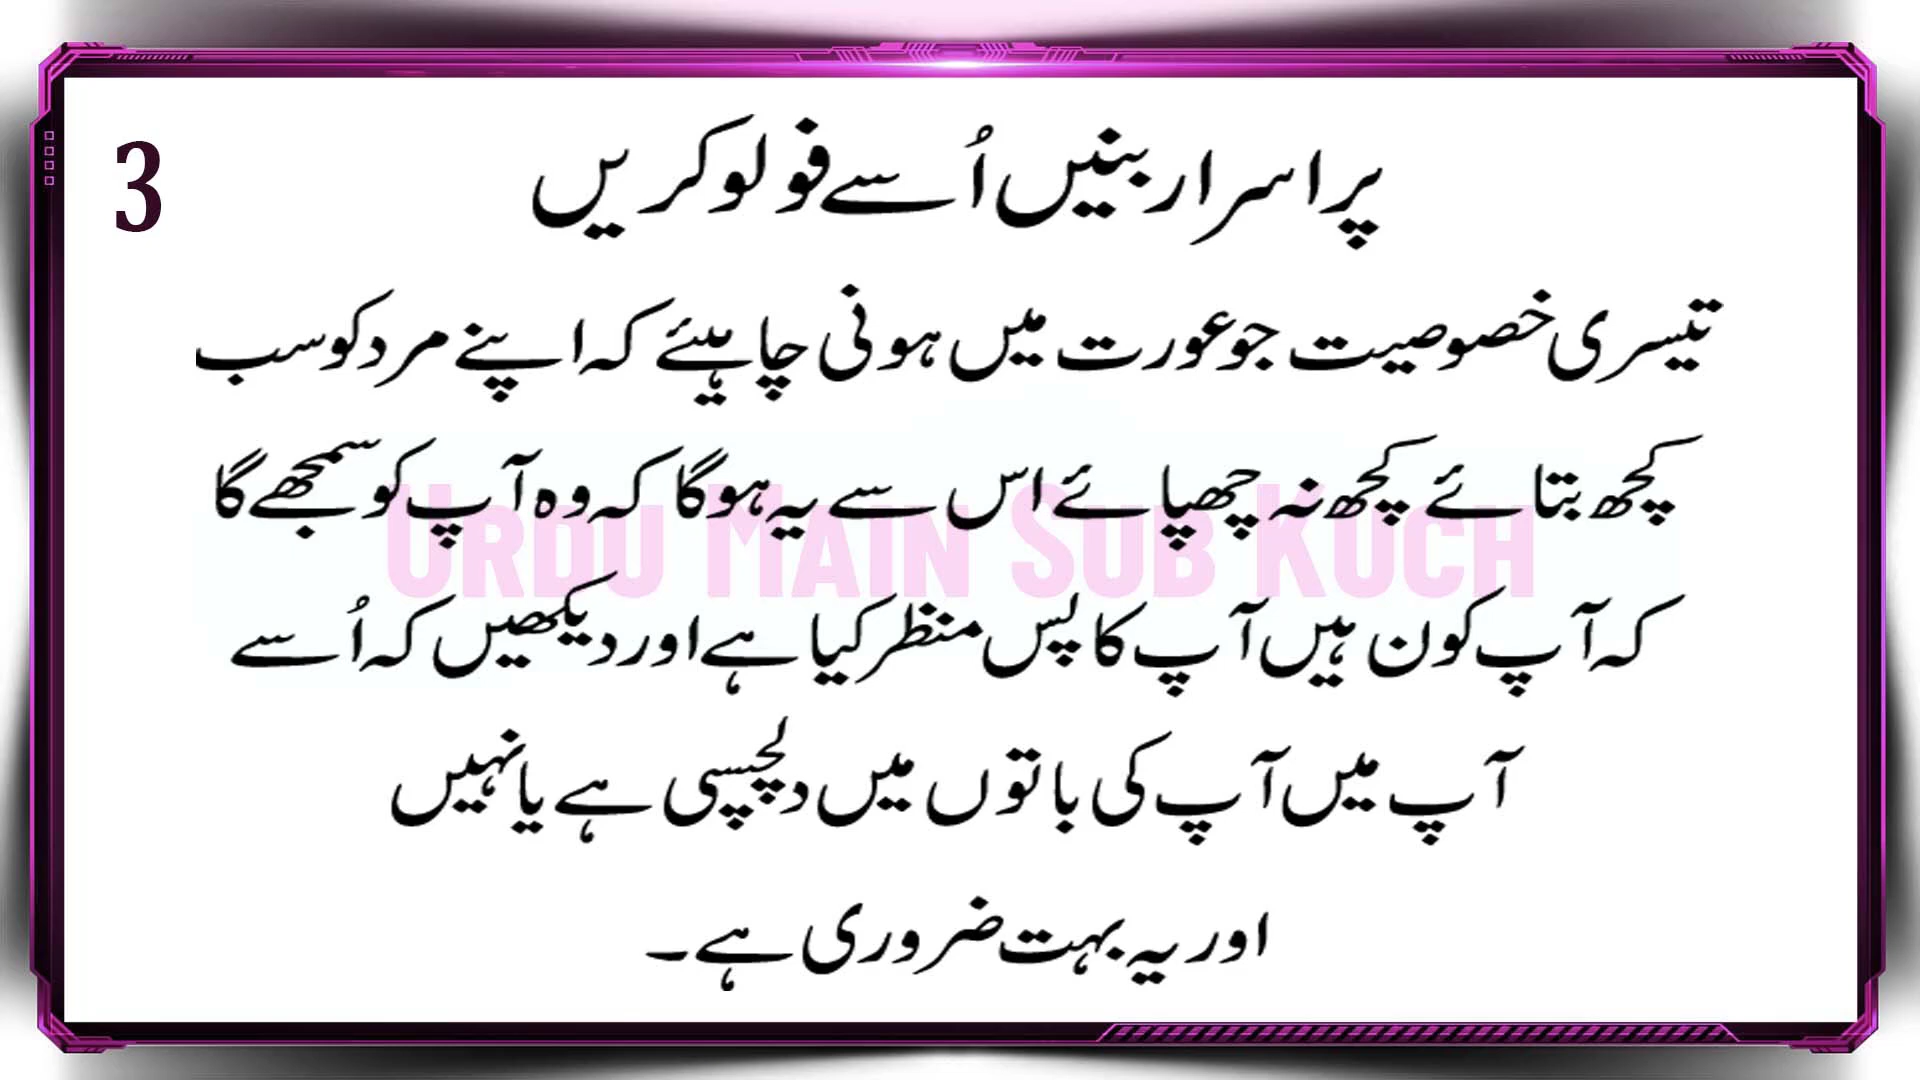 3
پراسرار بنیں اُسے فولو کریں
تیسری خصوصیت جو عورت میں ہونی چاہیئے کہ اپنے مرد کو سب
کچھ بتائے کچھ نہ چھپائے اس سے یہ ہوگا کہ وہ آپ کو سمجھے گا
URDU MAIN SUB KUCH
کہ آپ کون ہیں آپ کا پس منظر کیا ہے اور دیکھیں کہ اُسے
آپ میں آپ کی باتوں میں دلچسپی ہے یا نہیں
اور یہ بہت ضروری ہے۔